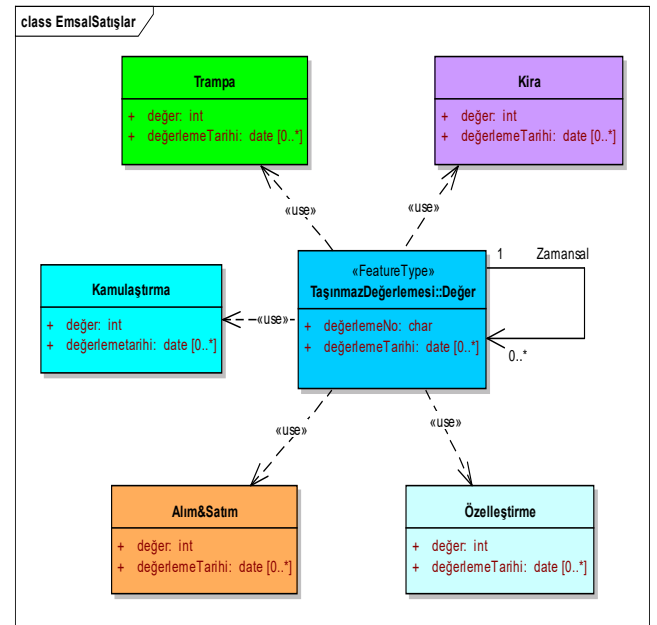 class EmsalSatışlar
Trampa
+ değer: int
+ değerlemeTarihi: date [0..*]
Kira
+ değer: int
+ değerlemeTarihi: date [0..*]
«use»
«use»
«FeatureType»
TaşınmazDeğerlemesi::Değer
+ değerlemeNo: char
+ değerlemeTarihi: date [0..*]
1 Zamansal
0..*
Kamulaştırma
+ değer: int
+ değerlemetarihi: date [0..*]
«use»
«use»
«use»
Alım&Satım
+ değer: int
+ değerlemeTarihi: date [0..*]
Özelleştirme
+ değer: int
+ değerlemeTarihi: date [0..*]